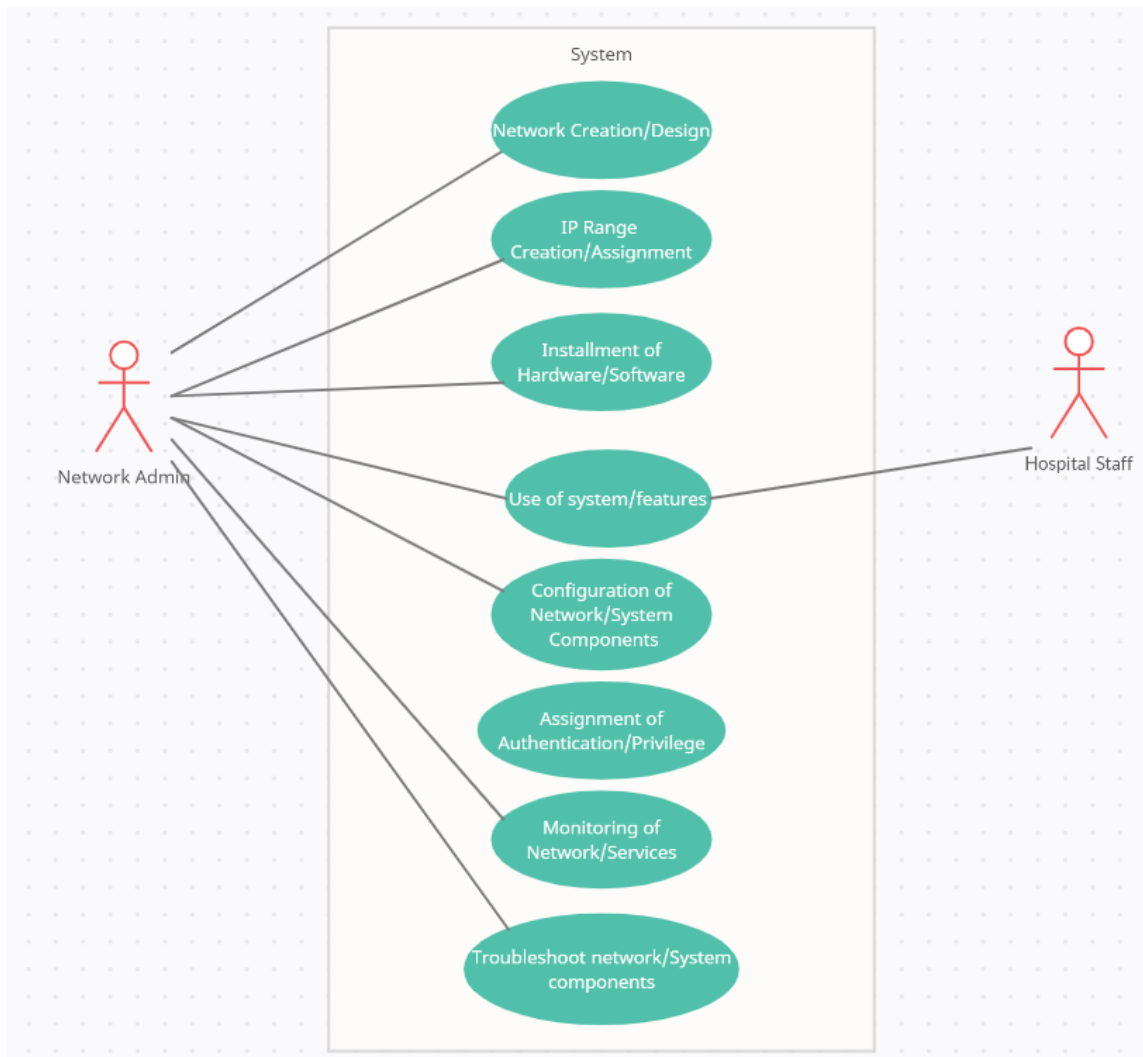 System
Network Creation/Design
IP Range
Creation/Assignment
Installment of
Hardware/Software
Network Admin
Hospital Staff
Use of system/features
Configuration of
Network/System
Components
Assignment of
Authentication/Privilege
Monitoring of
Network/Services
Troubleshoot network/System
components